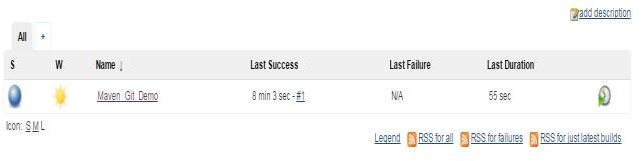 add description
All +
S W Name ↓ Last Success Last Failure Last Duration
Maven_Git_Demo 8 min 3 sec - #1 N/A 55 sec
Icon: S M L
Legend RSS for all RSS for failures RSS for just latest builds